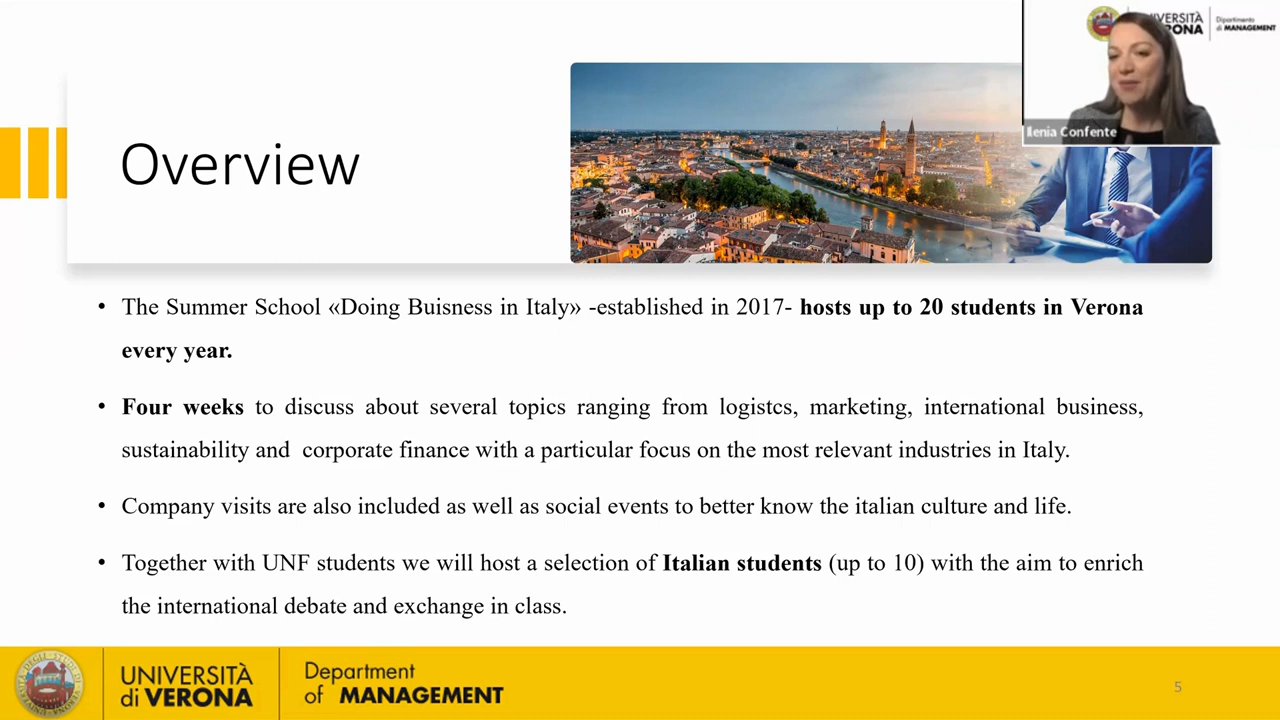 UNIVERSITÀ
VERONA
Dipartimento
di MANAGEMENT
Ilenia Confente
Overview
• The Summer School «Doing Buisness in Italy» -established in 2017- hosts up to 20 students in Verona
every year.
• Four weeks to discuss about several topics ranging from logistcs, marketing, international business,
sustainability and corporate finance with a particular focus on the most relevant industries in Italy.
• Company visits are also included as well as social events to better know the italian culture and life.
• Together with UNF students we will host a selection of Italian students (up to 10) with the aim to enrich
the international debate and exchange in class.
UNIVERSITÀ
di VERONA
Department
of MANAGEMENT
5